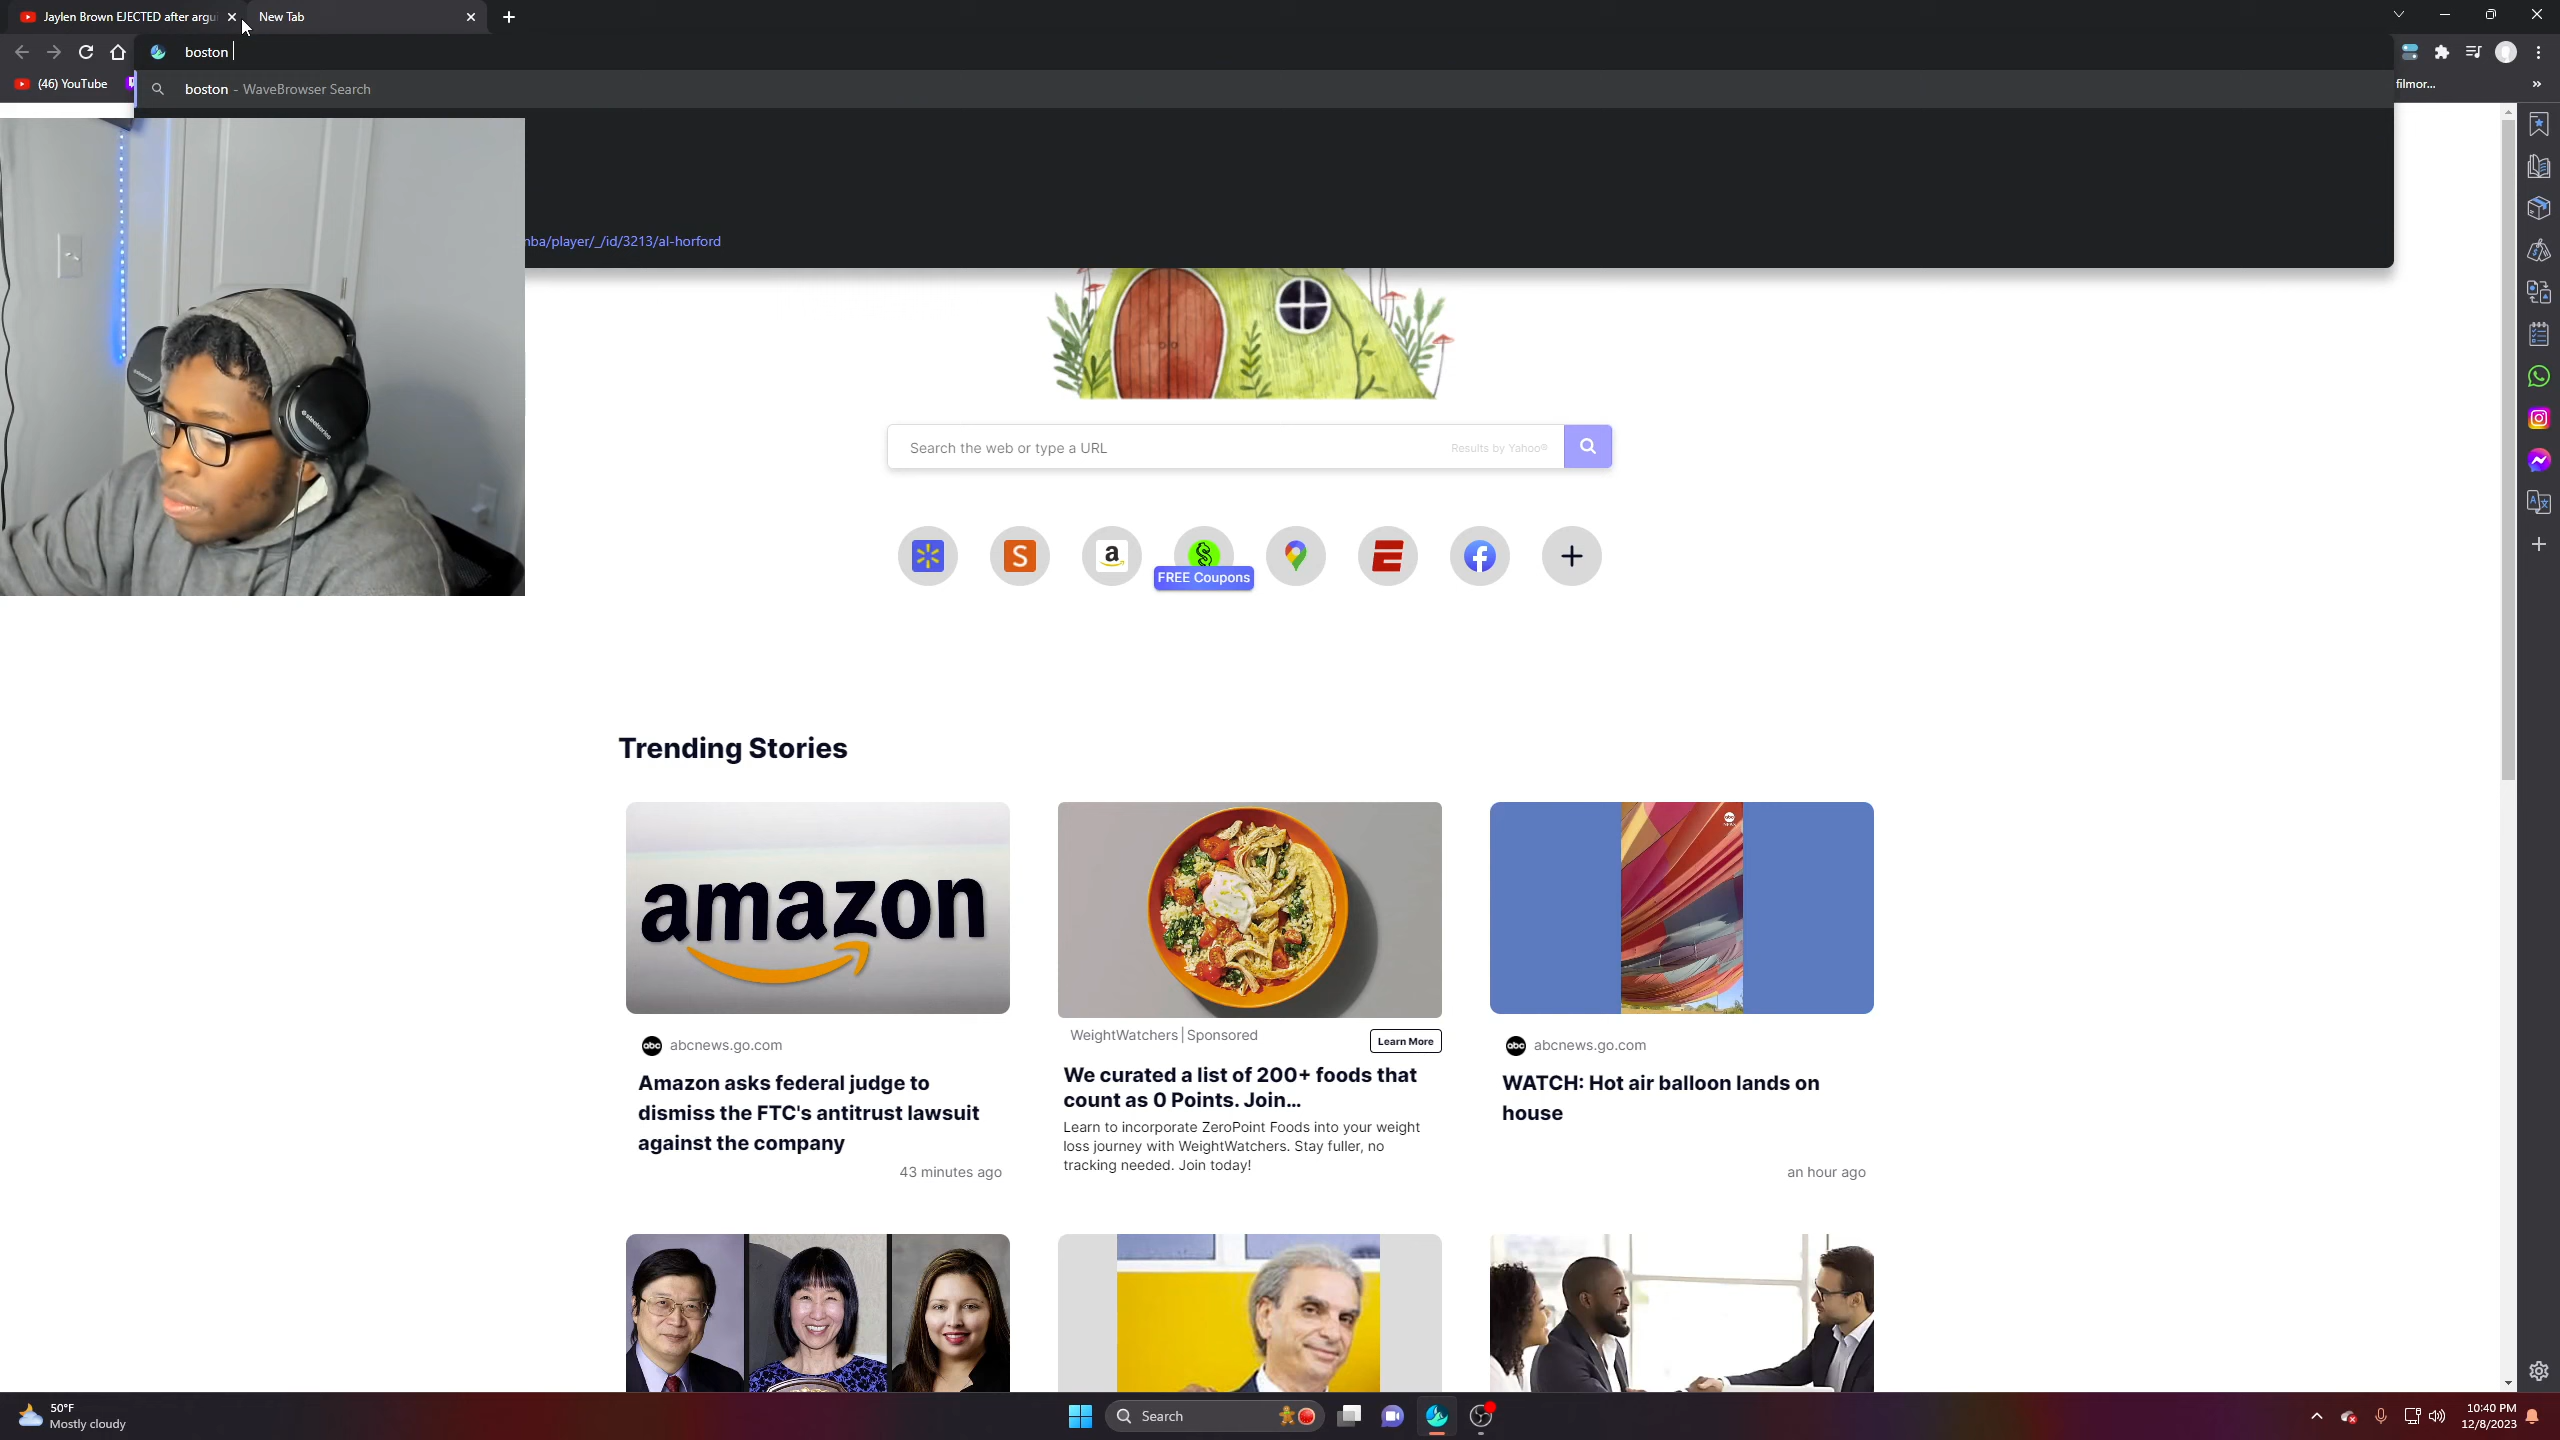 Jaylen Brown EJECTED after argui
New Tab
boston
(46) YouTube
filmor...
boston - WaveBrowser Search
nba/player/_/id/3213/al-horford
Search the web or type a URL
Results by Yahoo®
S
a
FREE Coupons
Trending Stories
amazon
abc abcnews.go.com
Amazon asks federal judge to
dismiss the FTC's antitrust lawsuit
against the company
43 minutes ago
WeightWatchers | Sponsored
Learn More
We curated a list of 200+ foods that
count as 0 Points. Join...
Learn to incorporate ZeroPoint Foods into your weight
loss journey with WeightWatchers. Stay fuller, no
tracking needed. Join today!
abc abcnews.go.com
WATCH: Hot air balloon lands on
house
an hour ago
50°F
Mostly cloudy
Search
10:40 PM
12/8/2023